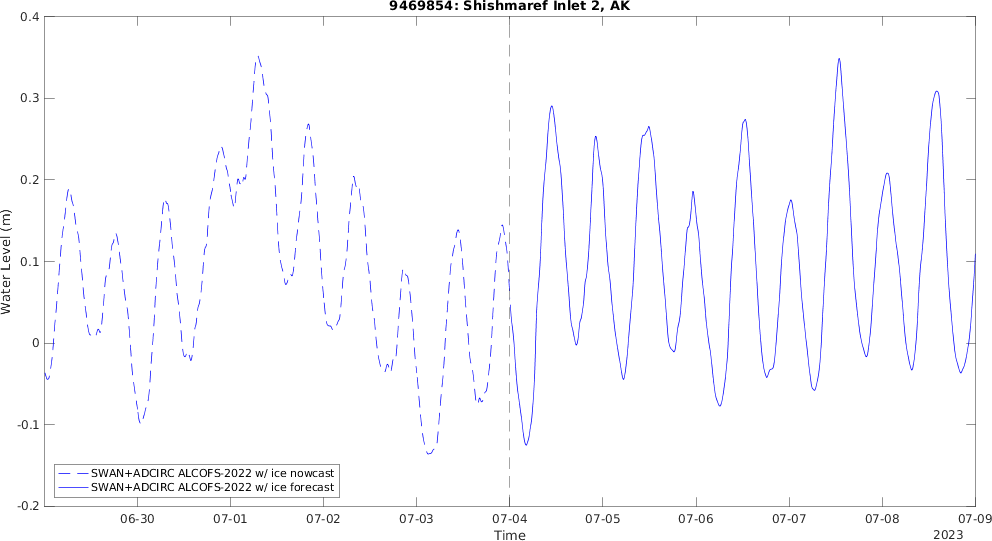 9469854: Shishmaref Inlet 2, AK
0.4
0.3
0.2
0.1
0
-0.1
-0.2
Water Level (m)
SWAN+ADCIRC ALCOFS-2022 w/ ice nowcast
SWAN+ADCIRC ALCOFS-2022 w/ ice forecast
06-30 07-01 07-02 07-03 07-04 07-05 07-06 07-07 07-08 07-09
Time
2023